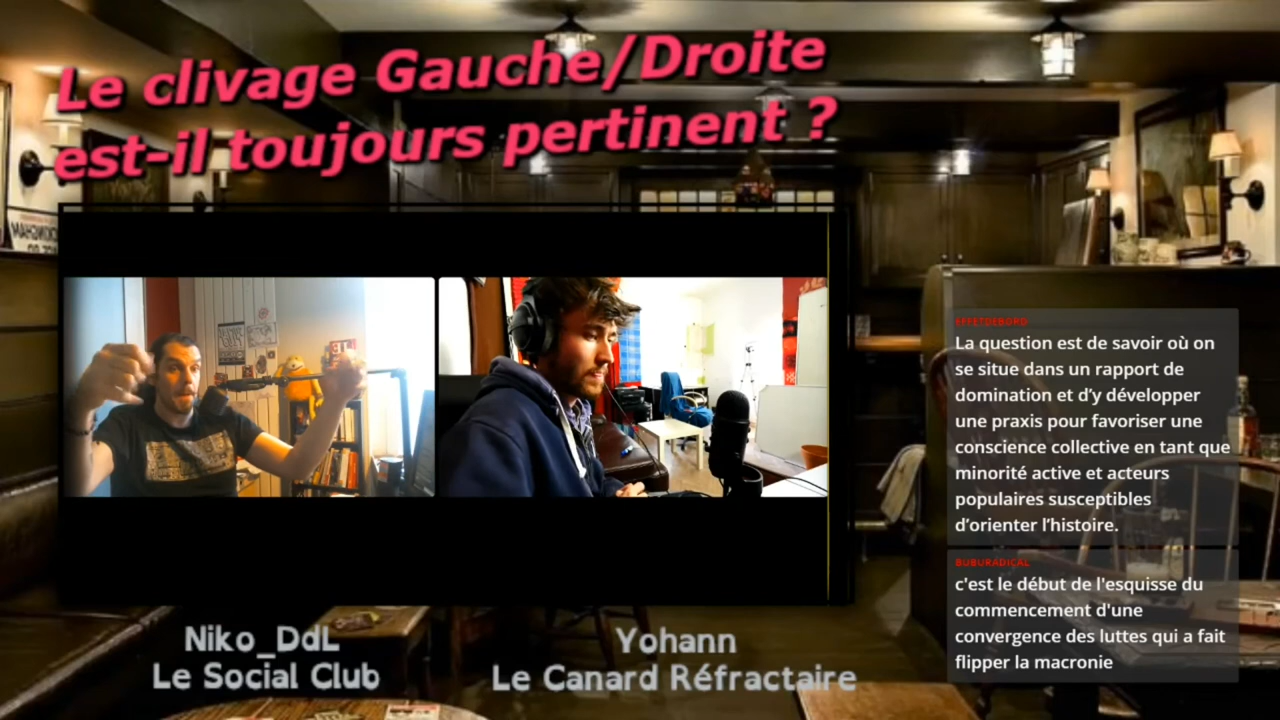 Le clivage Gauche/Droite
est-il toujours pertinent ?
EFFETDEBORD
La question est de savoir où on
se situe dans un rapport de
domination et d'y développer
une praxis pour favoriser une
conscience collective en tant que
minorité active et acteurs
populaires susceptibles
d'orienter l'histoire.
BUBURADICAL
c'est le début de l'esquisse du
commencement d'une
convergence des luttes qui a fait
flipper la macronie
Niko_DdL
Le Social Club
Yohann
Le Canard Réfractaire